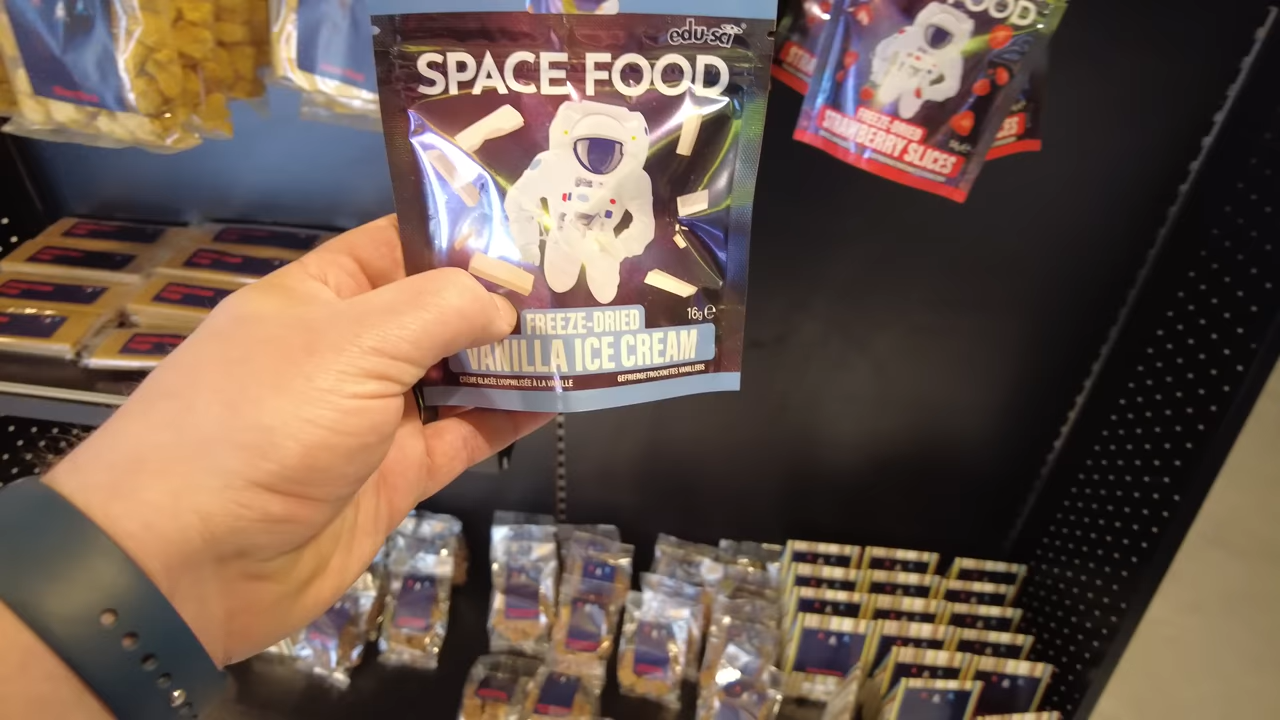 edu·sci
SPACE FOOD
FREEZE-DRIED
VANILLA ICE CREAM
16g ℮
CRÈME GLACÉE LYOPHILISÉE À LA VANILLE
GEFRIERGETROCKNETES VANILLEEIS
FOOD
FREEZE-DRIED
STRAWBERRY SLICES